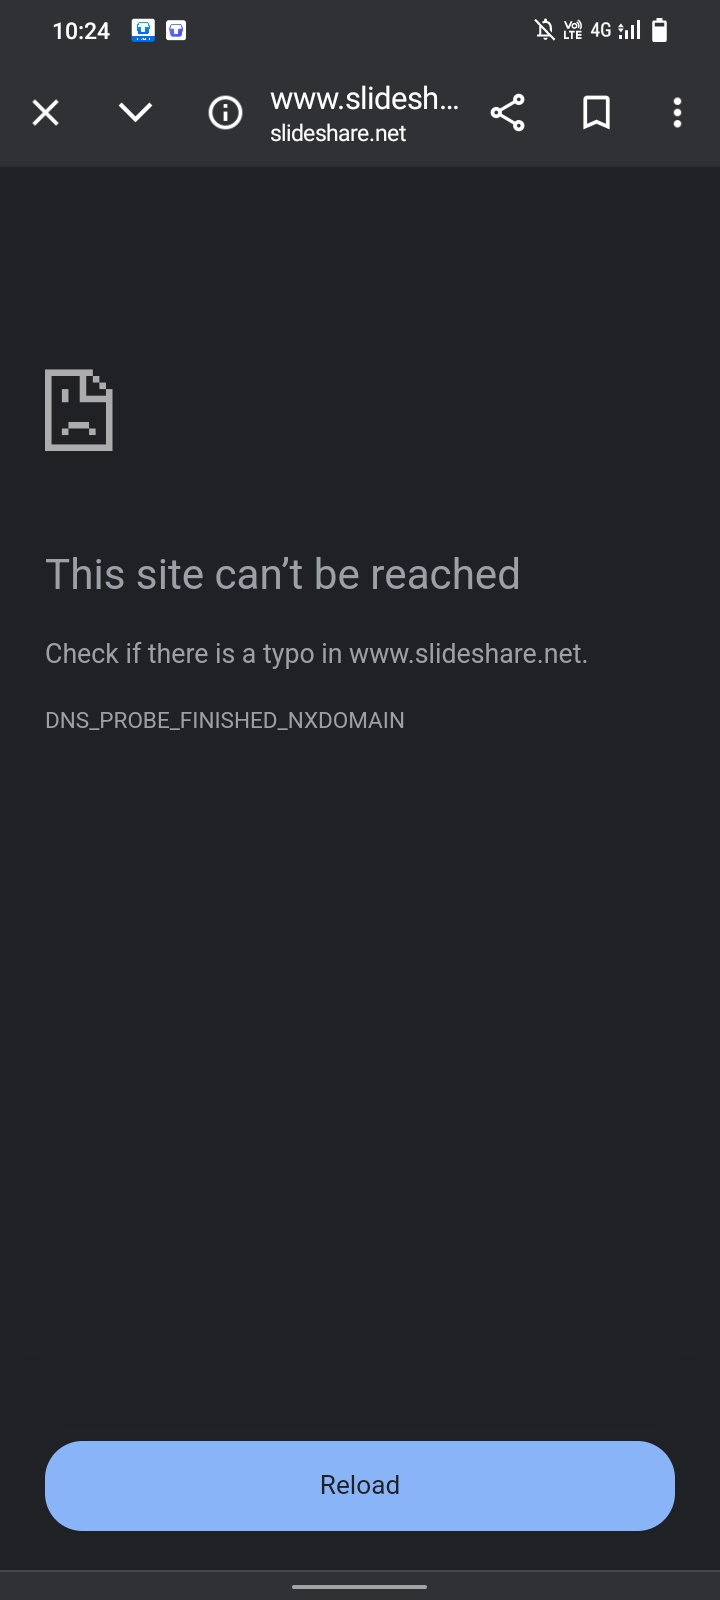 10:24
Vo)) LTE 4G
www.slidesh...
slideshare.net
This site can’t be reached
Check if there is a typo in www.slideshare.net.
DNS_PROBE_FINISHED_NXDOMAIN
Reload